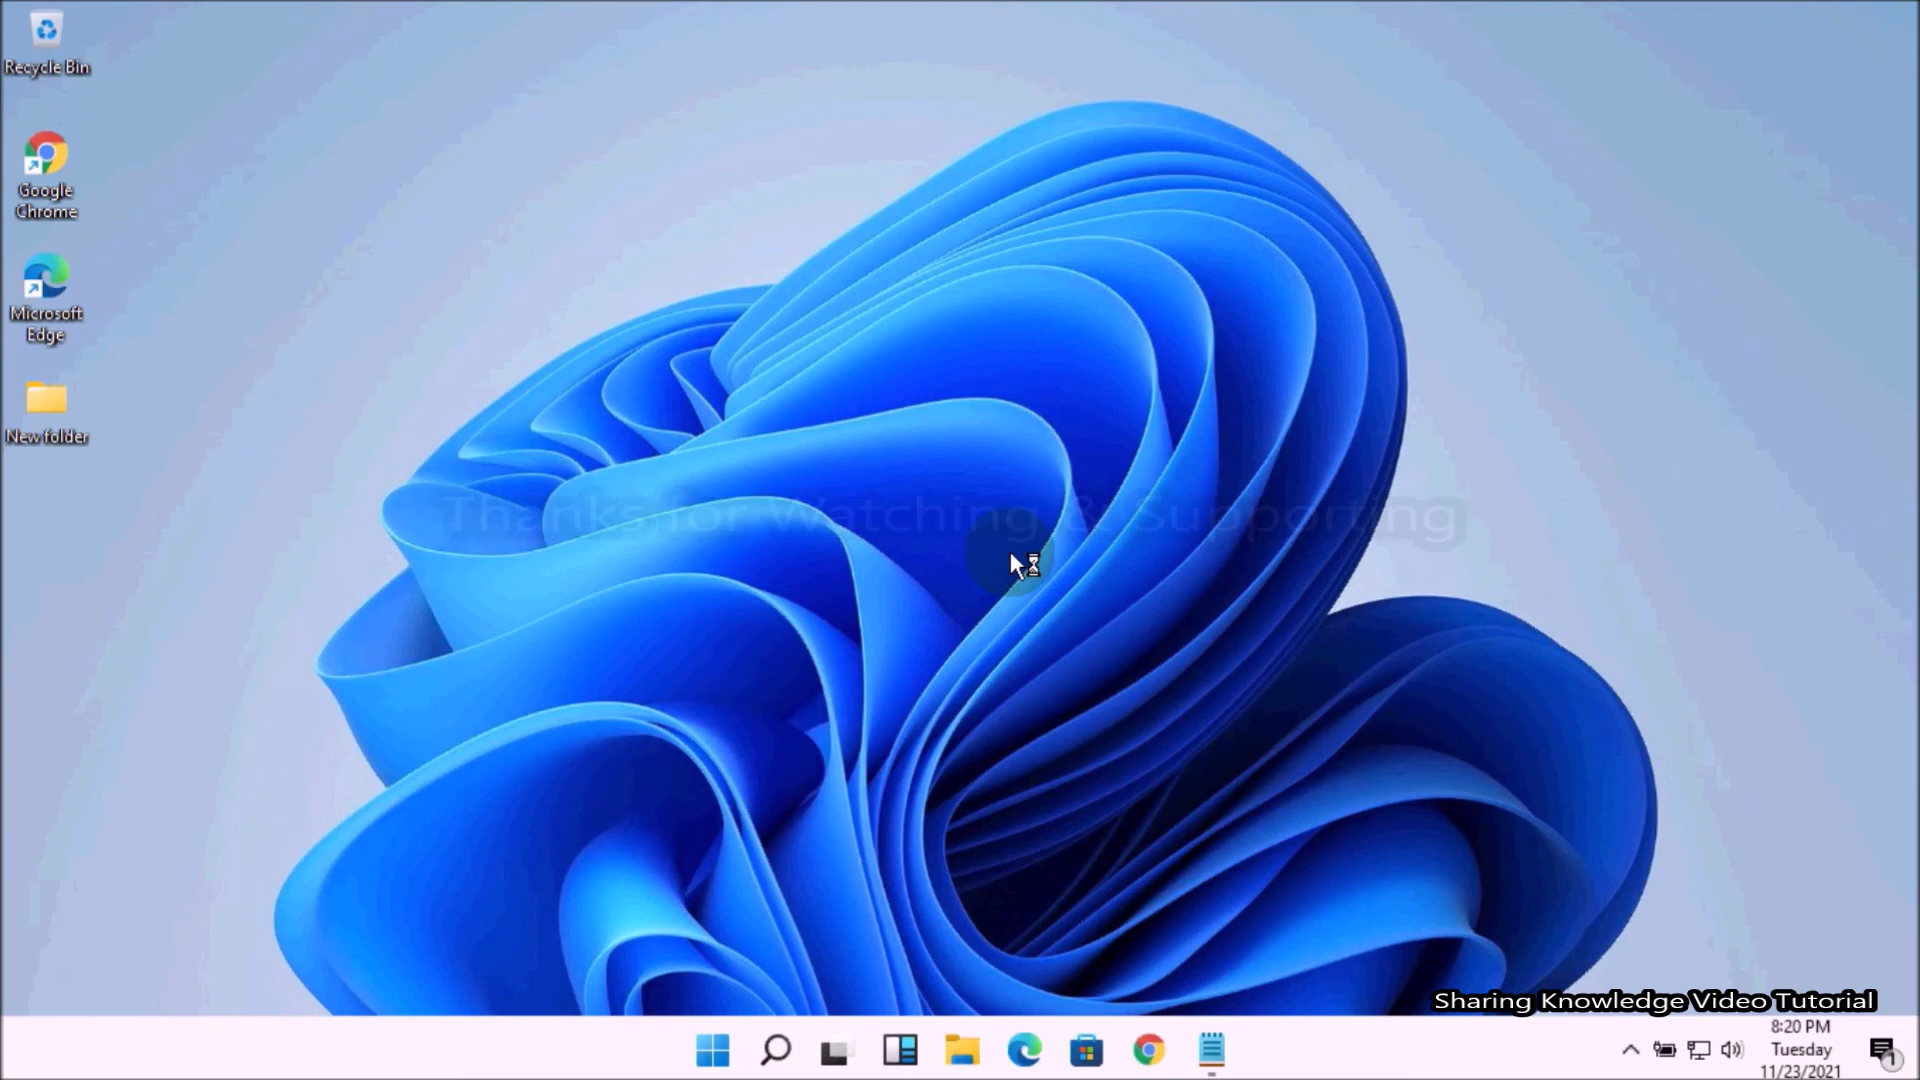 Recycle Bin
Google
Chrome
Microsoft
Edge
New folder
Thanks for Watching & Supporting
Sharing Knowledge Video Tutorial
8:20 PM
Tuesday
11/23/2021
1